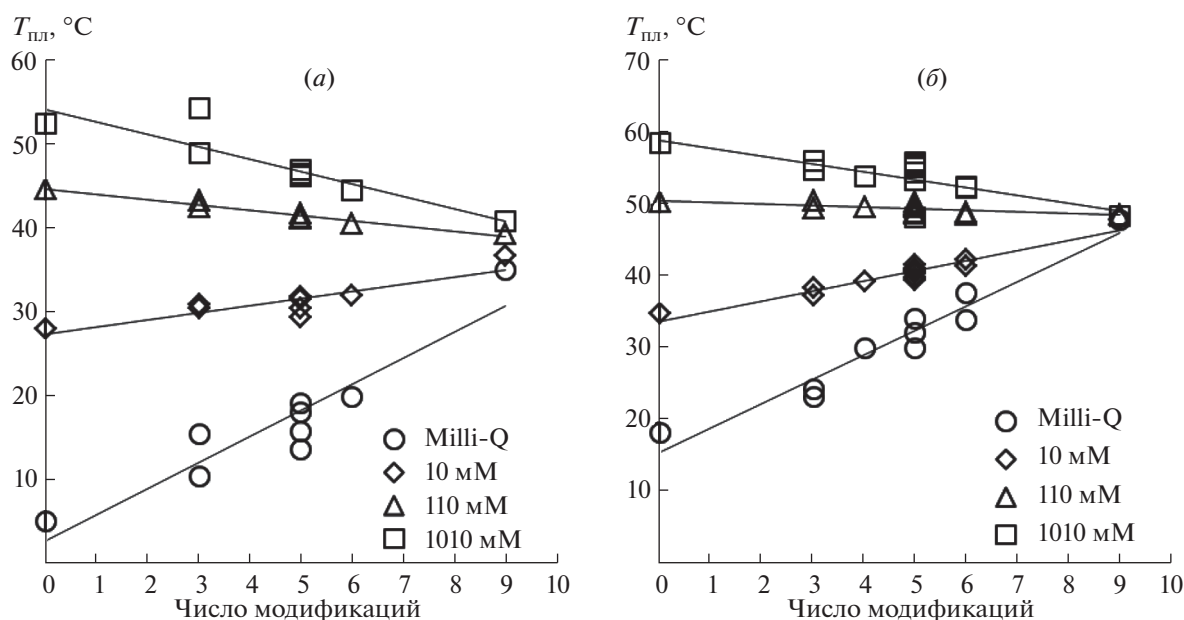 Tпл, °C
60
50
40
30
20
10
0 1 2 3 4 5 6 7 8 9 10
Число модификаций
(а)
Milli-Q
10 мМ
110 мМ
1010 мМ
Tпл, °C
70
60
50
40
30
20
10
0 1 2 3 4 5 6 7 8 9 10
Число модификаций
(б)
Milli-Q
10 мМ
110 мМ
1010 мМ